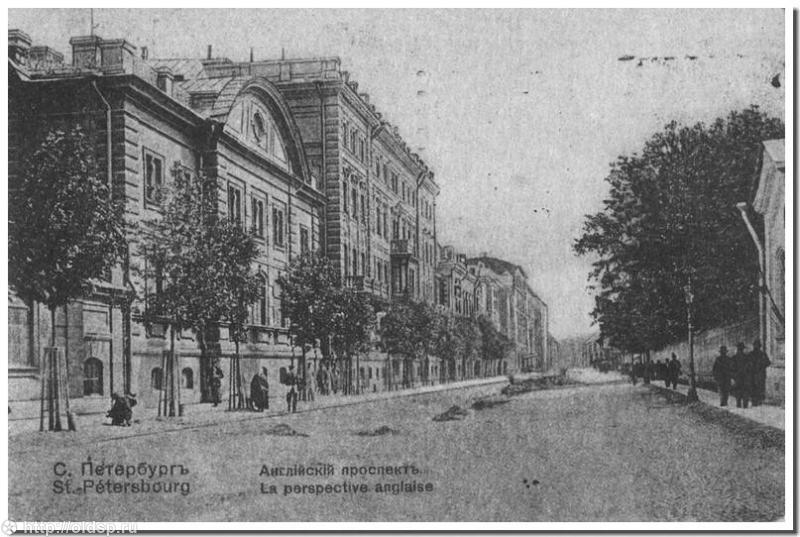 С. Петербургъ
St.-Pétersbourg
Англійскій проспектъ.
La perspective anglaise
http://oldsp.ru